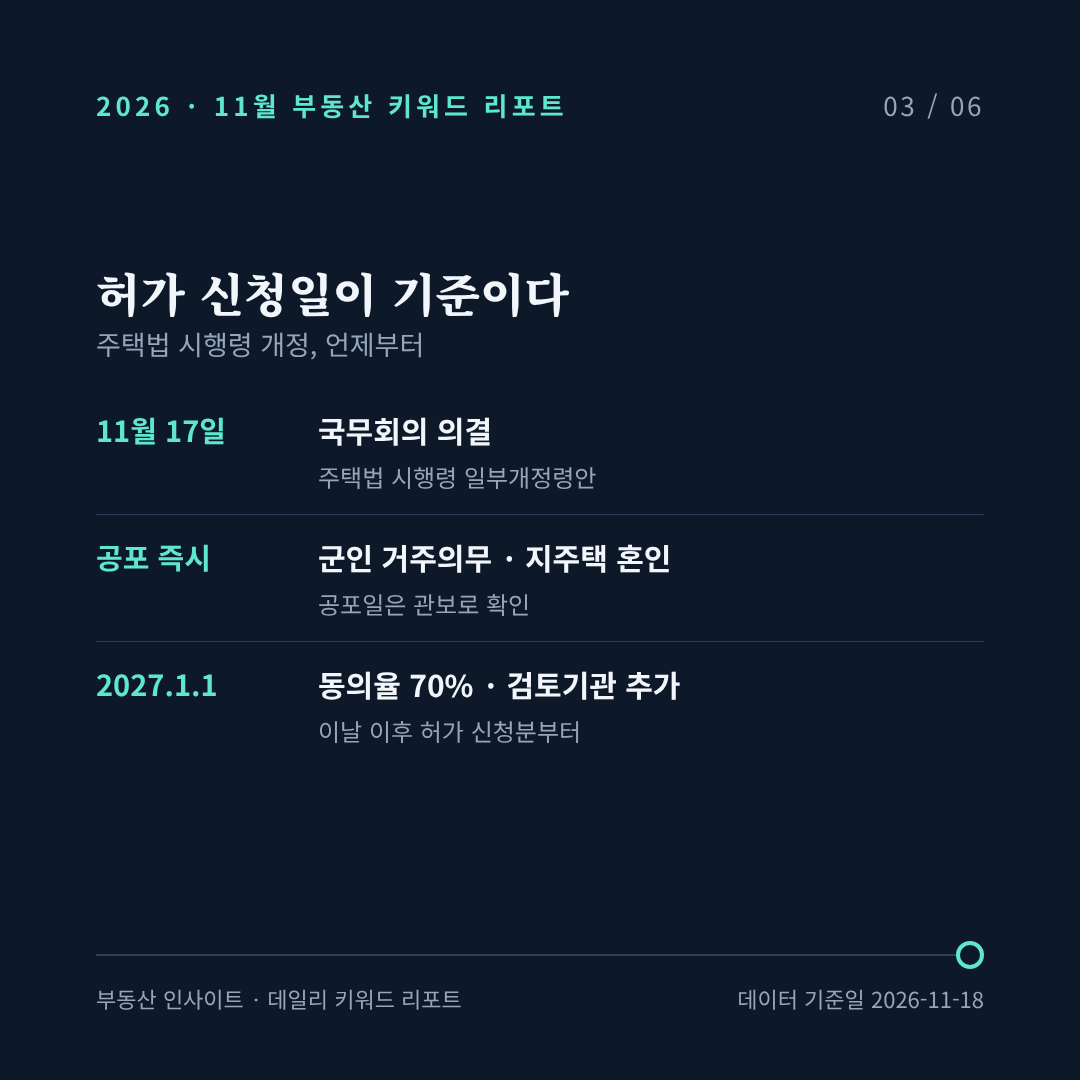 2026 · 11월 부동산 키워드 리포트
03 / 06
허가 신청일이 기준이다
주택법 시행령 개정, 언제부터
11월 17일
국무회의 의결
주택법 시행령 일부개정령안
공포 즉시
군인 거주의무 · 지주택 혼인
공포일은 관보로 확인
2027.1.1
동의율 70% · 검토기관 추가
이날 이후 허가 신청분부터
부동산 인사이트 · 데일리 키워드 리포트
데이터 기준일 2026-11-18